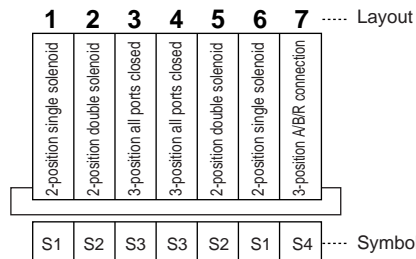 1 2 3 4 5 6 7 ----- Layout
2-position single solenoid
2-position double solenoid
3-position all ports closed
3-position all ports closed
2-position double solenoid
2-position single solenoid
3-position A/B/R connection
S1 S2 S3 S3 S2 S1 S4 ----- Symbo